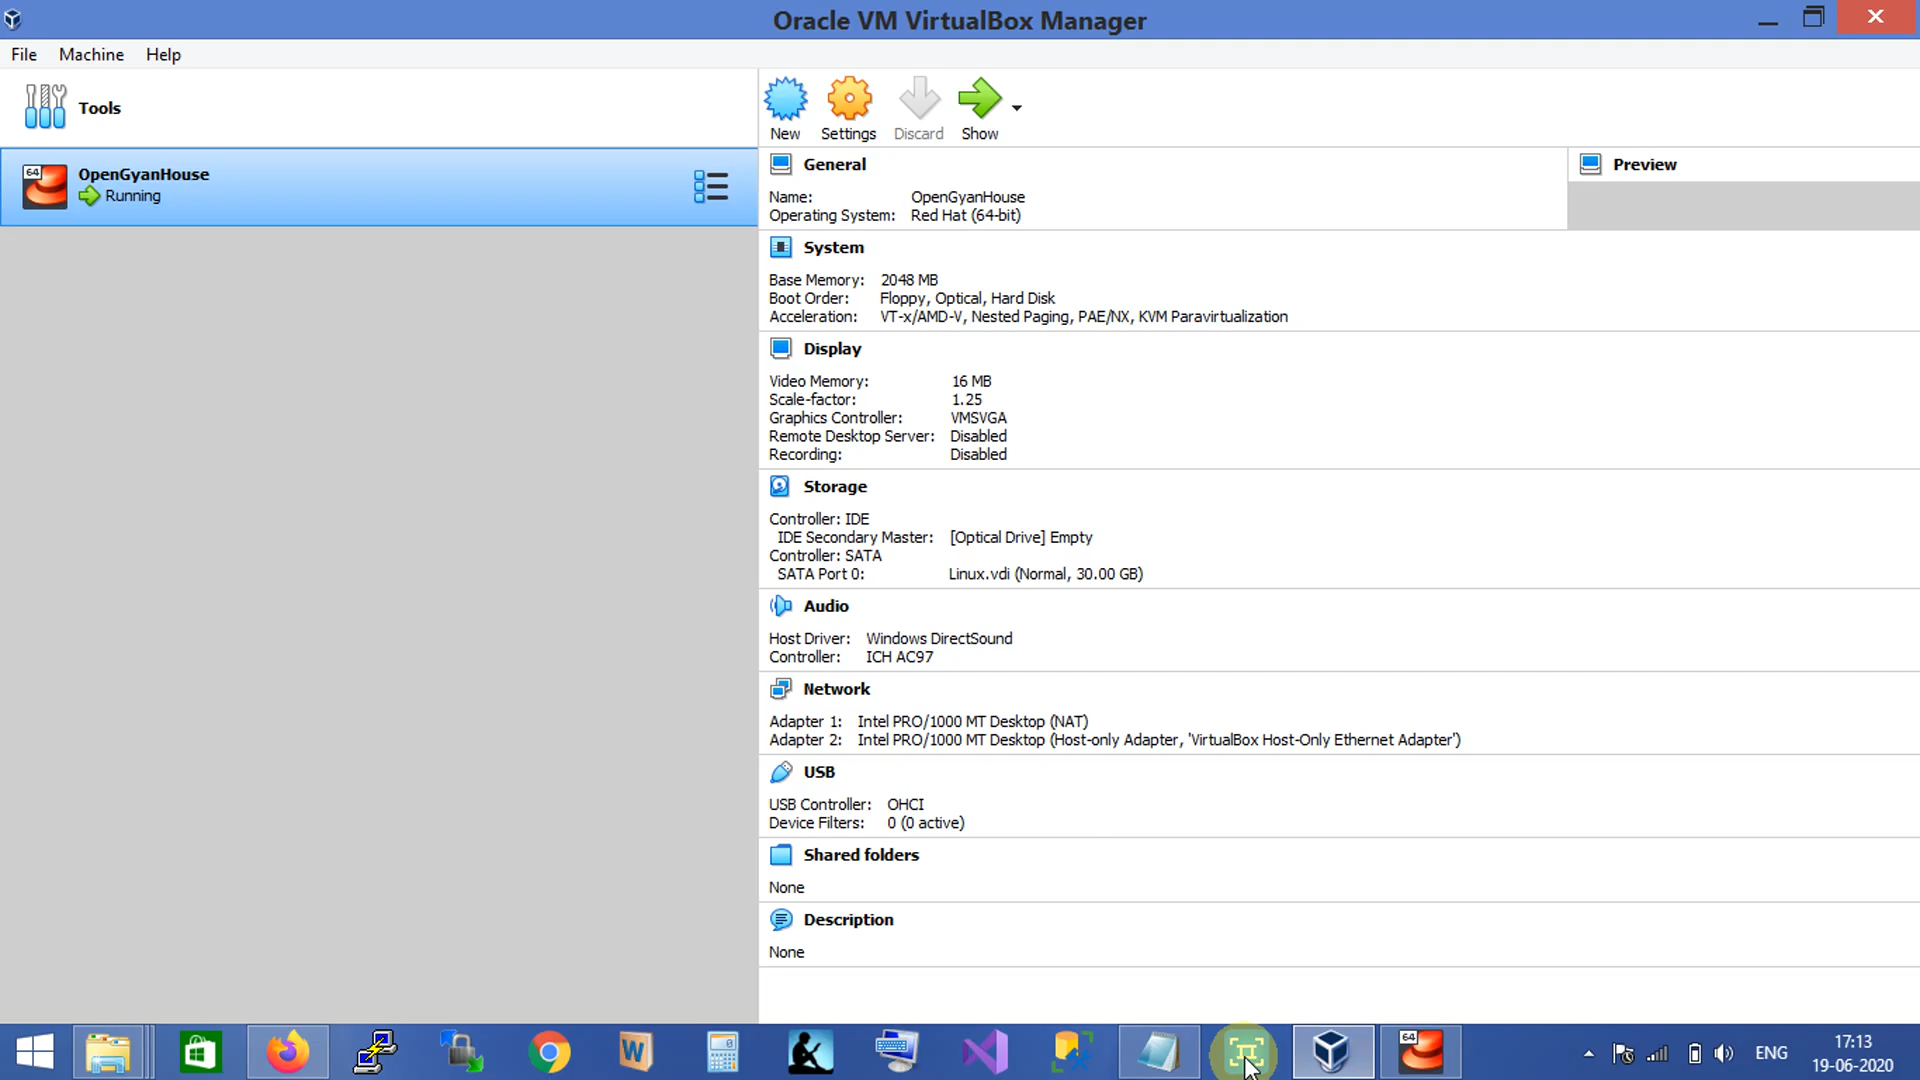 Oracle VM VirtualBox Manager
File Machine Help
Tools
New Settings Discard Show
64
OpenGyanHouse
Running
General
Name: OpenGyanHouse
Operating System: Red Hat (64-bit)
Preview
System
Base Memory: 2048 MB
Boot Order: Floppy, Optical, Hard Disk
Acceleration: VT-x/AMD-V, Nested Paging, PAE/NX, KVM Paravirtualization
Display
Video Memory: 16 MB
Scale-factor: 1.25
Graphics Controller: VMSVGA
Remote Desktop Server: Disabled
Recording: Disabled
Storage
Controller: IDE
IDE Secondary Master: [Optical Drive] Empty
Controller: SATA
SATA Port 0: Linux.vdi (Normal, 30.00 GB)
Audio
Host Driver: Windows DirectSound
Controller: ICH AC97
Network
Adapter 1: Intel PRO/1000 MT Desktop (NAT)
Adapter 2: Intel PRO/1000 MT Desktop (Host-only Adapter, 'VirtualBox Host-Only Ethernet Adapter')
USB
USB Controller: OHCI
Device Filters: 0 (0 active)
Shared folders
None
Description
None
W
64
ENG
17:13
19-06-2020